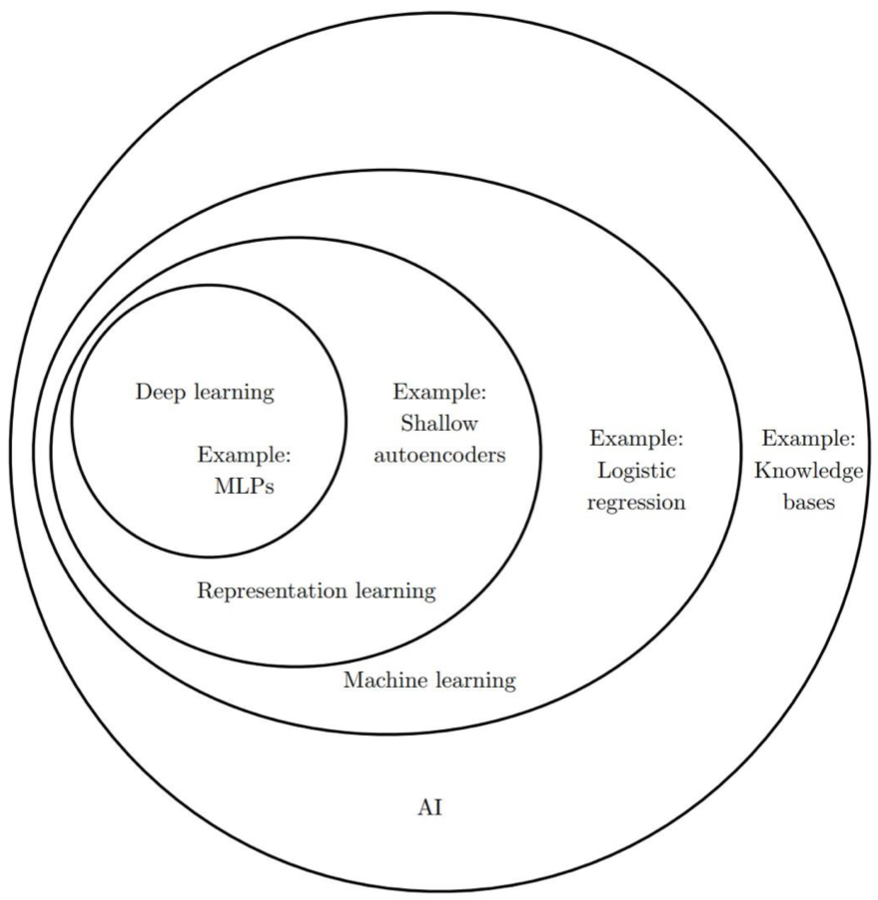 Deep learning
Example:
MLPs
Example:
Shallow
autoencoders
Example:
Logistic
regression
Example:
Knowledge
bases
Representation learning
Machine learning
AI